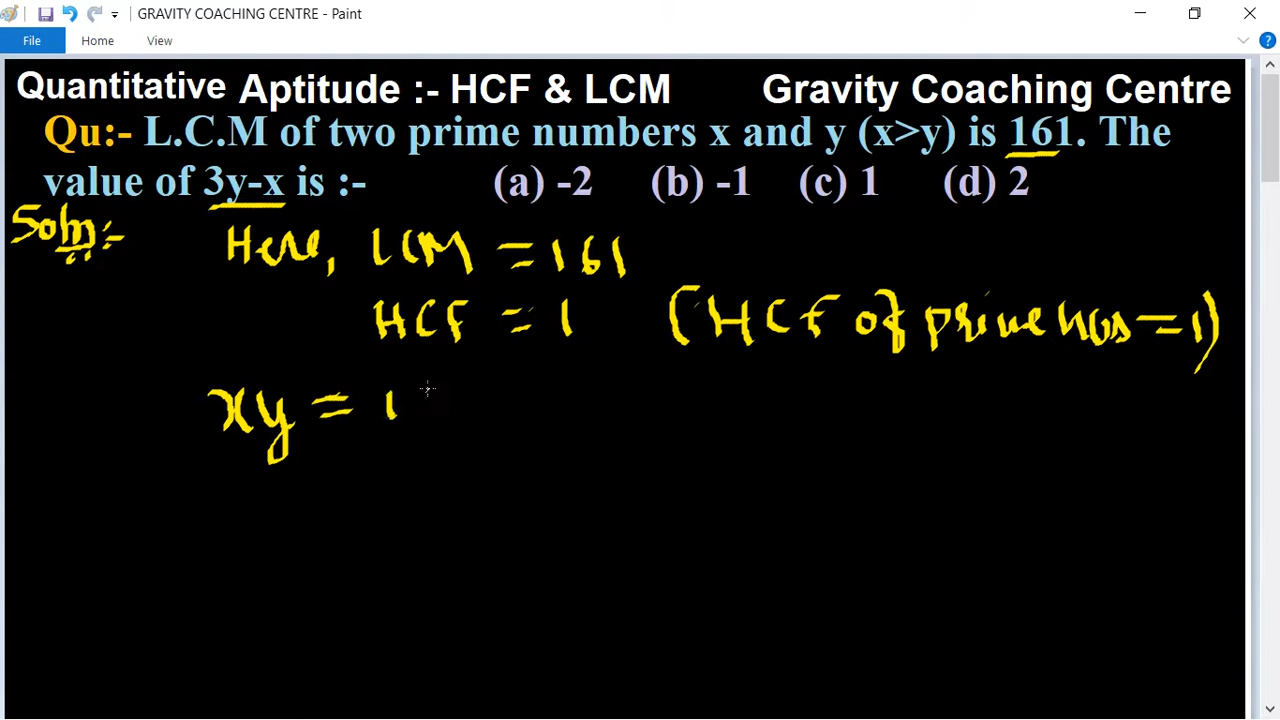 GRAVITY COACHING CENTRE - Paint
File Home View
Quantitative Aptitude :- HCF & LCM Gravity Coaching Centre
Qu:- L.C.M of two prime numbers x and y (x>y) is 161. The
value of 3y-x is :- (a) -2 (b) -1 (c) 1 (d) 2
Soln:- Here, LCM = 161
HCF = 1 (HCF of prime nos = 1)
xy = 1